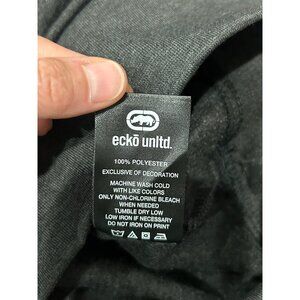 eckō unltd.
100% POLYESTER
EXCLUSIVE OF DECORATION
MACHINE WASH COLD
WITH LIKE COLORS
ONLY NON-CHLORINE BLEACH
WHEN NEEDED
TUMBLE DRY LOW
LOW IRON IF NECESSARY
DO NOT IRON ON PRINT